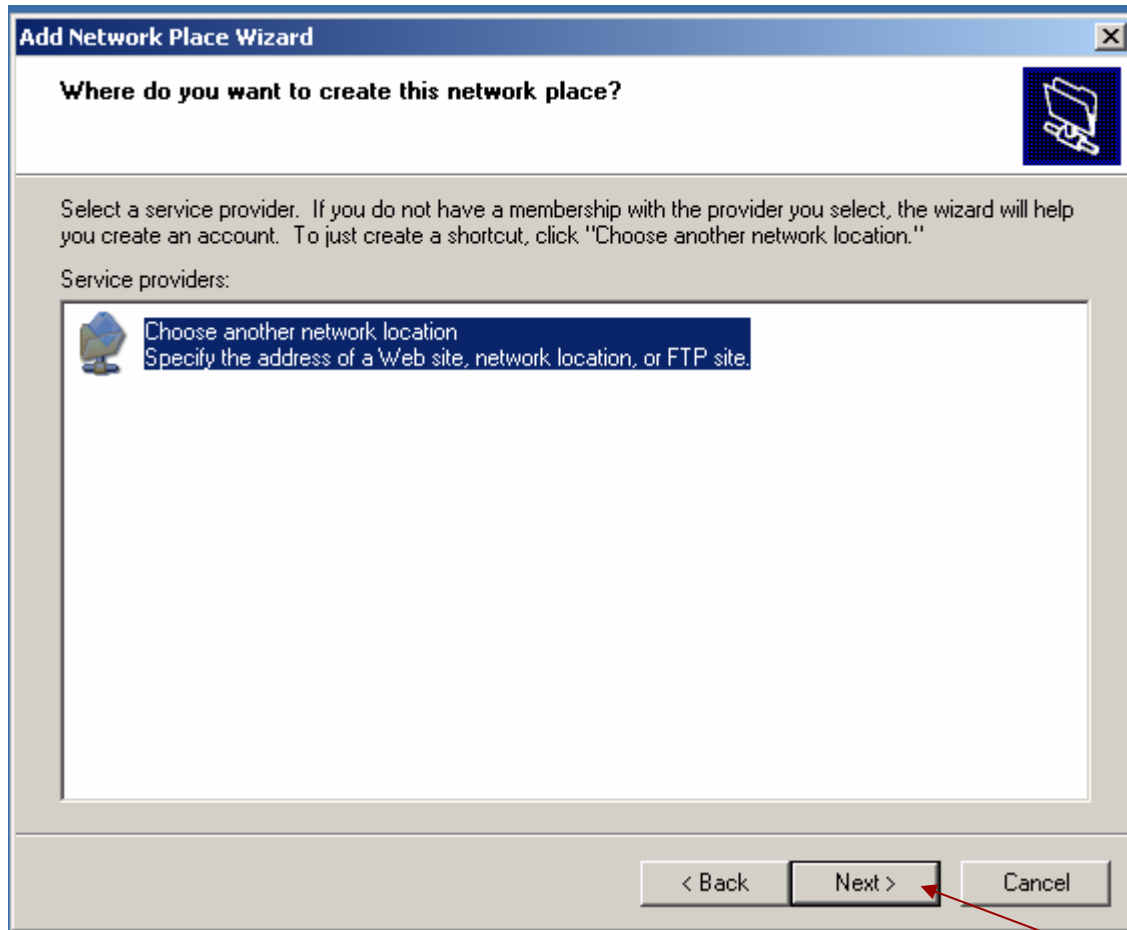 Add Network Place Wizard
Where do you want to create this network place?
Select a service provider. If you do not have a membership with the provider you select, the wizard will help
you create an account. To just create a shortcut, click "Choose another network location."
Service providers:
Choose another network location
Specify the address of a Web site, network location, or FTP site.
< Back Next > Cancel